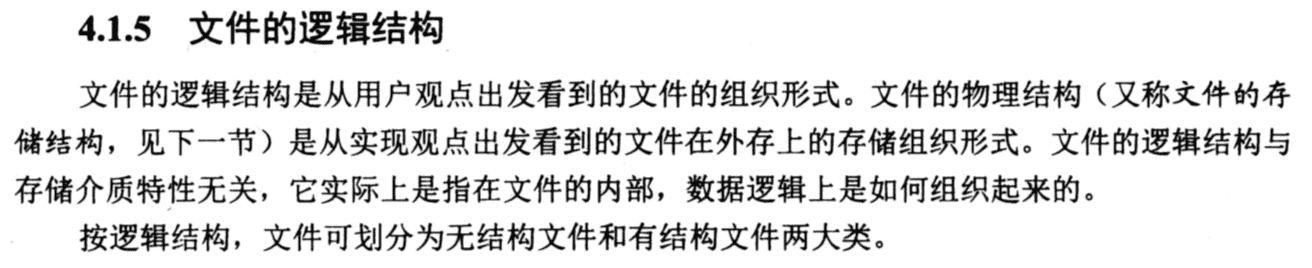 4.1.5 文件的逻辑结构
文件的逻辑结构是从用户观点出发看到的文件的组织形式。文件的物理结构（又称文件的存
储结构，见下一节）是从实现观点出发看到的文件在外存上的存储组织形式。文件的逻辑结构与
存储介质特性无关，它实际上是指在文件的内部，数据逻辑上是如何组织起来的。
按逻辑结构，文件可划分为无结构文件和有结构文件两大类。